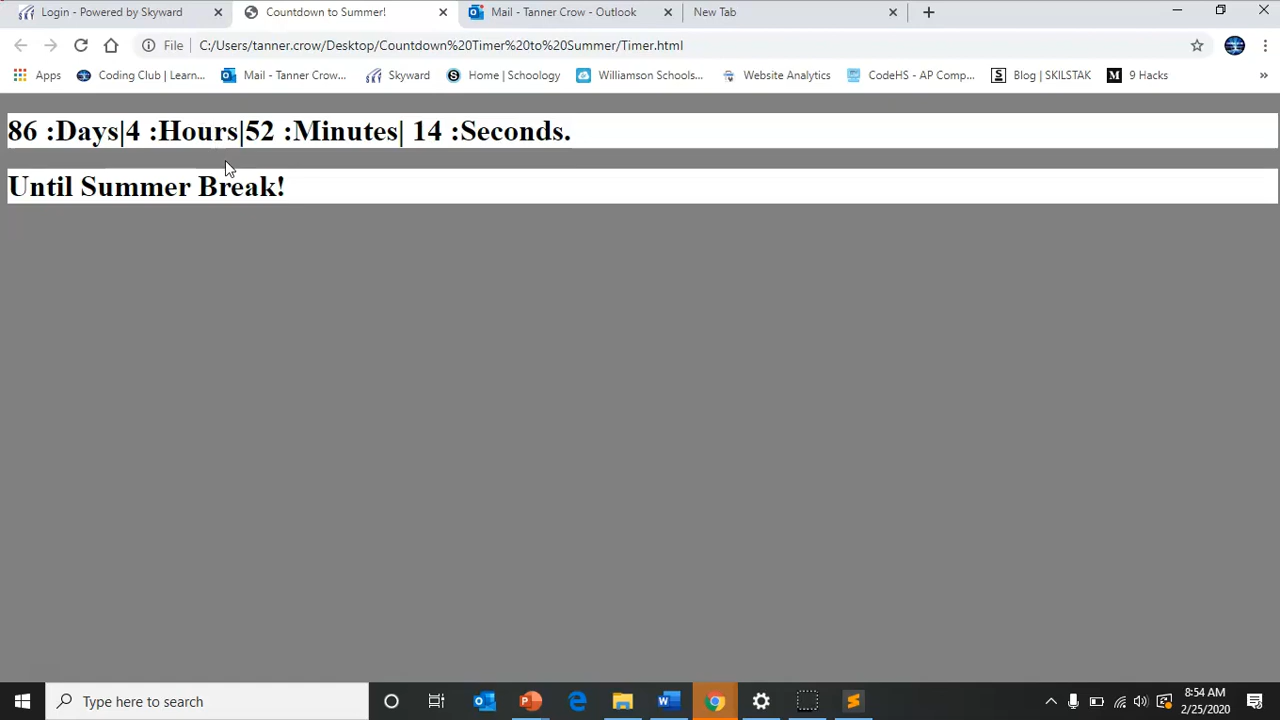 Login - Powered by Skyward
Countdown to Summer!
Mail - Tanner Crow - Outlook
New Tab
File
C:/Users/tanner.crow/Desktop/Countdown%20Timer%20to%20Summer/Timer.html
Apps
Coding Club | Learn...
Mail - Tanner Crow...
Skyward
Home | Schoology
Williamson Schools...
Website Analytics
CodeHS - AP Comp...
Blog | SKILSTAK
9 Hacks
86 :Days|4 :Hours|52 :Minutes| 14 :Seconds.
Until Summer Break!
Type here to search
8:54 AM
2/25/2020